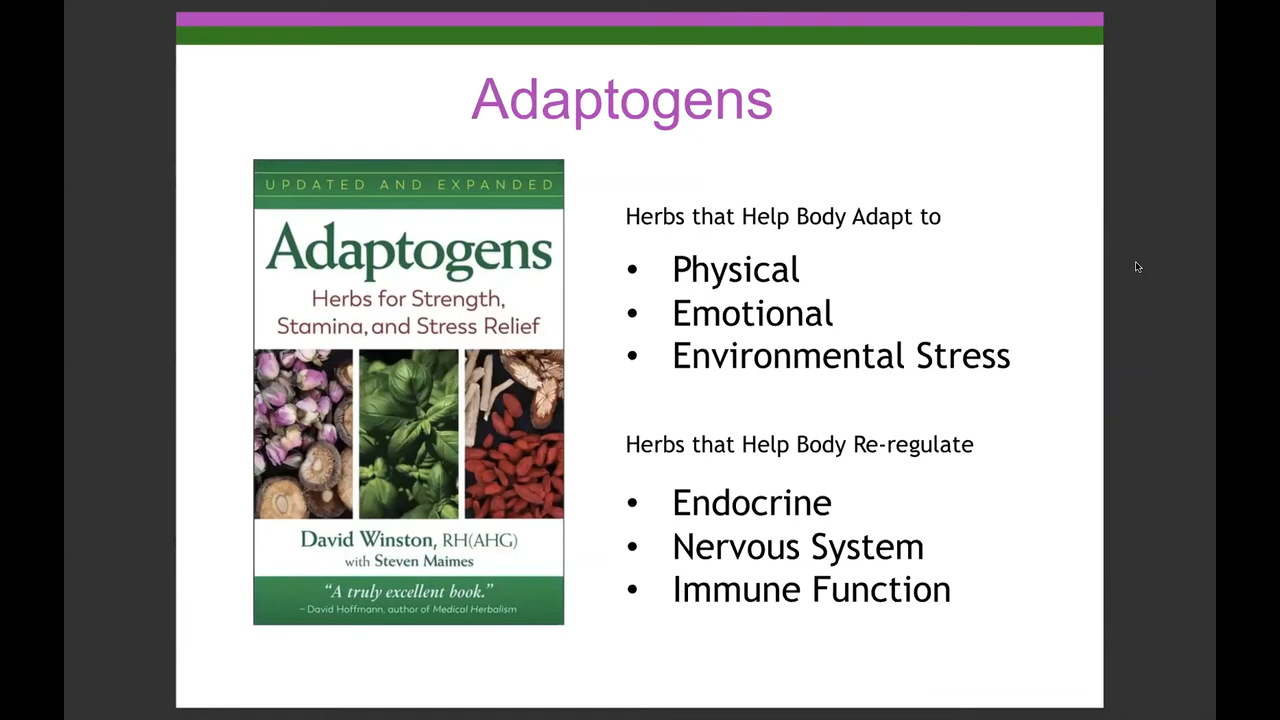 Adaptogens
UPDATED AND EXPANDED
Adaptogens
Herbs for Strength,
Stamina, and Stress Relief
David Winston, RH(AHG)
with Steven Maimes
“A truly excellent book.”
– David Hoffmann, author of Medical Herbalism
Herbs that Help Body Adapt to
• Physical
• Emotional
• Environmental Stress
Herbs that Help Body Re-regulate
• Endocrine
• Nervous System
• Immune Function